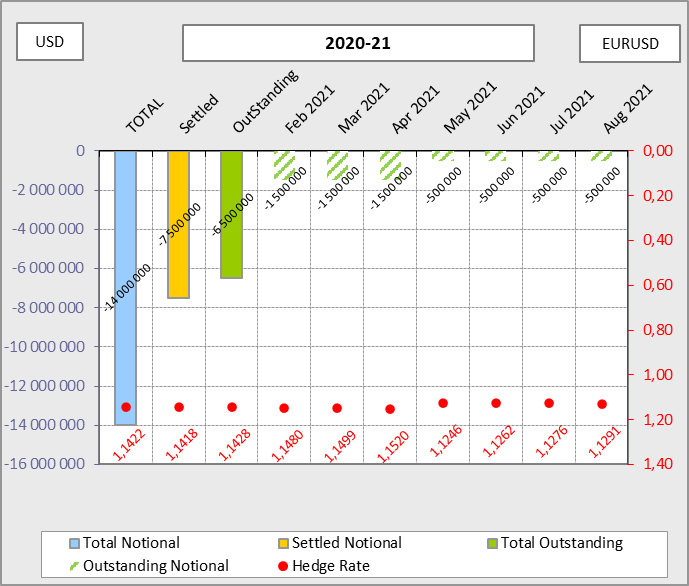 USD
2020-21
EURUSD
TOTAL
Settled
OutStanding
Feb 2021
Mar 2021
Apr 2021
May 2021
Jun 2021
Jul 2021
Aug 2021
0
-2 000 000
-4 000 000
-6 000 000
-8 000 000
-10 000 000
-12 000 000
-14 000 000
-16 000 000
-14 000 000
-7 500 000
-6 500 000
-1 500 000
-1 500 000
-1 500 000
-500 000
-500 000
-500 000
-500 000
0,00
0,20
0,40
0,60
0,80
1,00
1,20
1,40
1,1422
1,1418
1,1428
1,1480
1,1499
1,1520
1,1246
1,1262
1,1276
1,1291
Total Notional
Settled Notional
Total Outstanding
Outstanding Notional
Hedge Rate